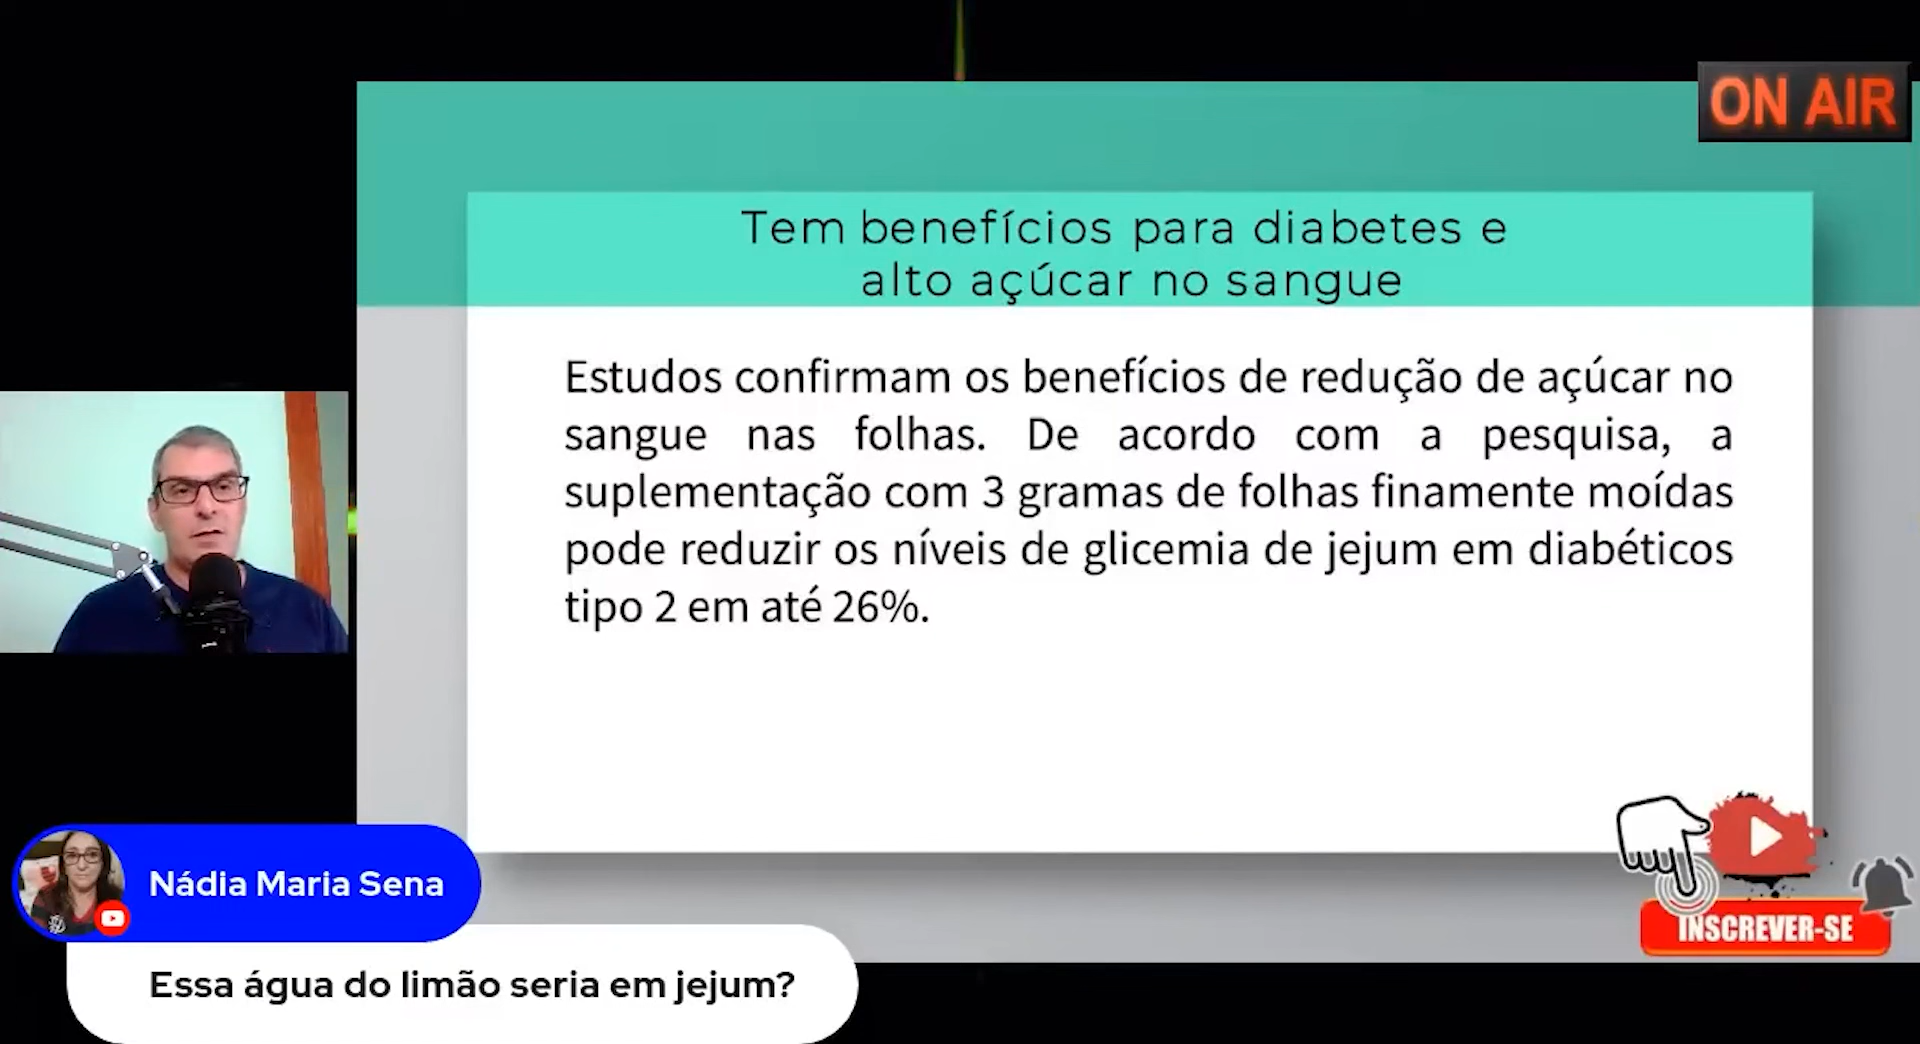 ON AIR
Tem benefícios para diabetes e
alto açúcar no sangue
Estudos confirmam os benefícios de redução de açúcar no
sangue nas folhas. De acordo com a pesquisa, a
suplementação com 3 gramas de folhas finamente moídas
pode reduzir os níveis de glicemia de jejum em diabéticos
tipo 2 em até 26%.
INSCREVER-SE
Nádia Maria Sena
Essa água do limão seria em jejum?